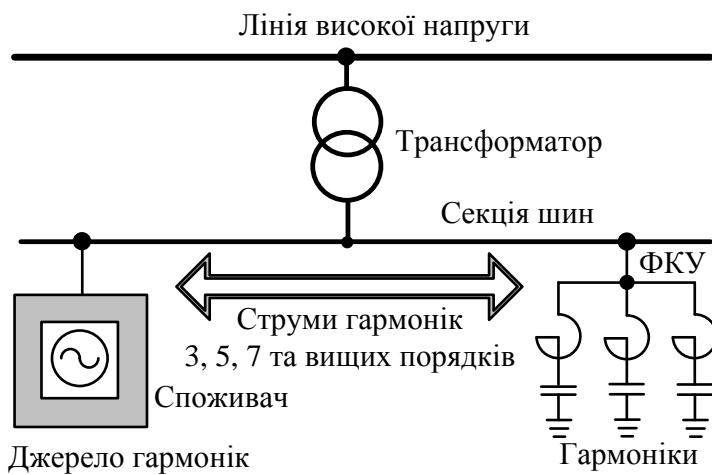 Лінія високої напруги
Трансформатор
Секція шин
ФКУ
Струми гармонік
3, 5, 7 та вищих порядків
Споживач
Джерело гармонік
Гармоніки